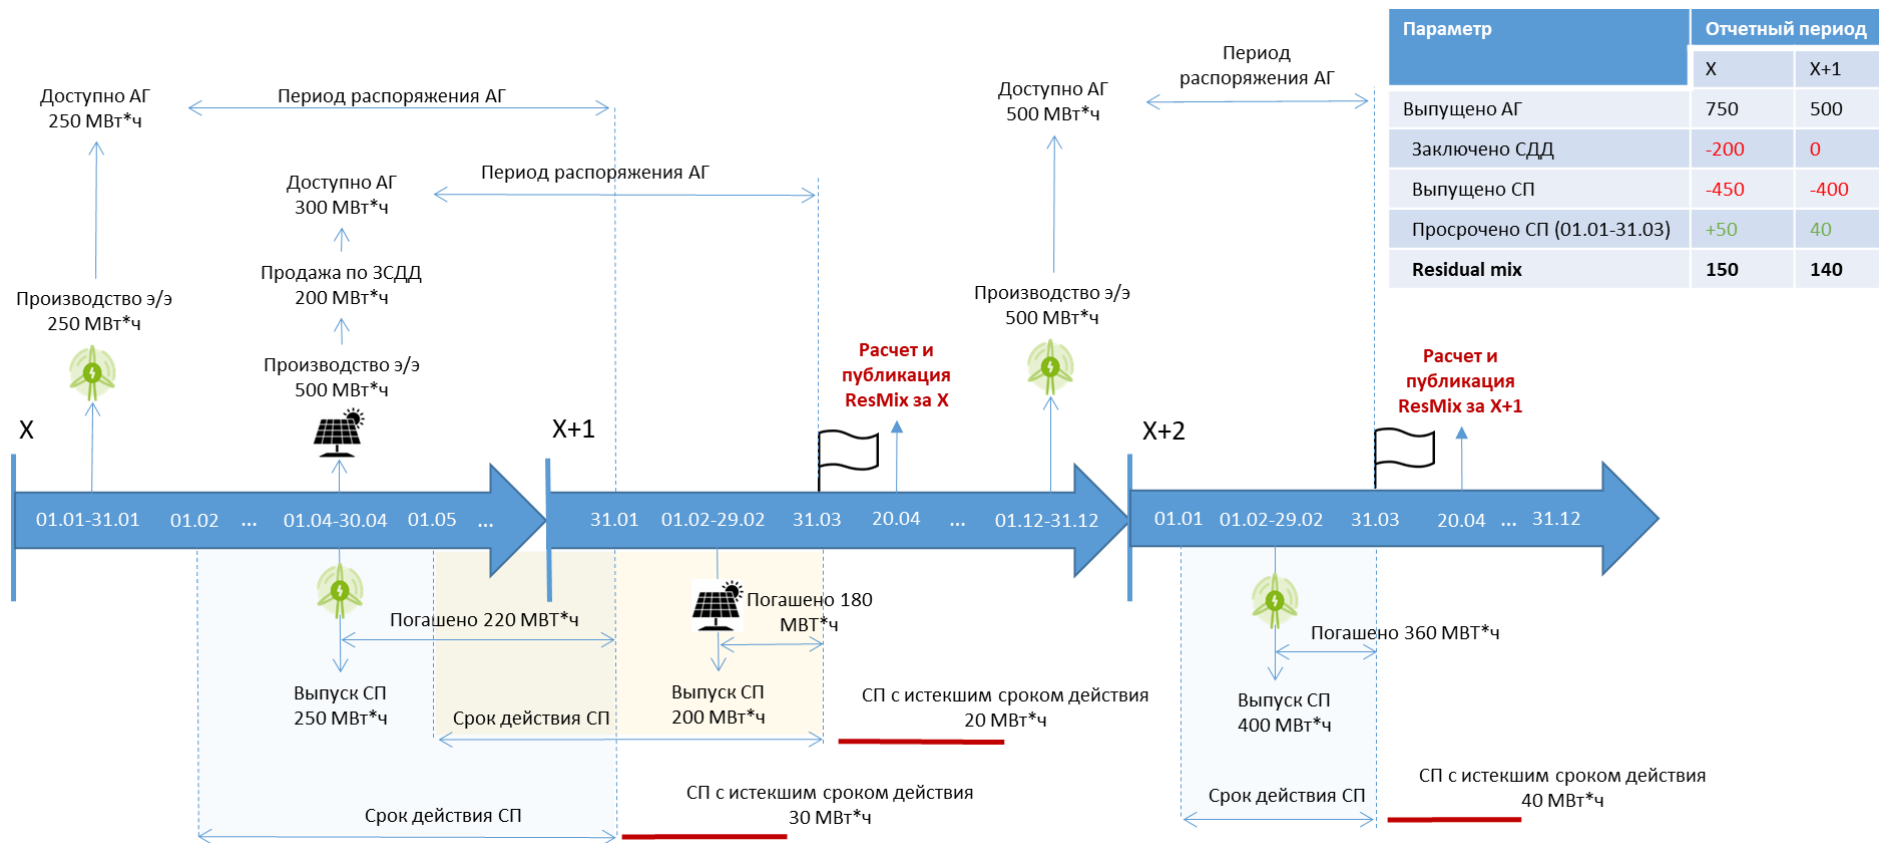 Параметр
Отчетный период
X
X+1
Выпущено АГ
750
500
Заключено СДД
-200
0
Выпущено СП
-450
-400
Просрочено СП (01.01-31.03)
+50
40
Residual mix
150
140
Доступно АГ
250 МВт*ч
Период распоряжения АГ
Производство э/э
250 МВт*ч
Доступно АГ
300 МВт*ч
Период распоряжения АГ
Продажа по ЗСДД
200 МВт*ч
Производство э/э
500 МВт*ч
Доступно АГ
500 МВт*ч
Период
распоряжения АГ
Производство э/э
500 МВт*ч
Расчет и
публикация
ResMix за X
Расчет и
публикация
ResMix за X+1
X
X+1
X+2
01.01-31.01
01.02
...
01.04-30.04
01.05
...
31.01
01.02-29.02
31.03
20.04
...
01.12-31.12
01.01
01.02-29.02
31.03
20.04
...
31.12
Погашено 220 МВТ*ч
Выпуск СП
250 МВт*ч
Срок действия СП
Погашено 180
МВТ*ч
Выпуск СП
200 МВт*ч
Срок действия СП
СП с истекшим сроком действия
20 МВт*ч
СП с истекшим сроком действия
30 МВт*ч
Погашено 360 МВТ*ч
Выпуск СП
400 МВт*ч
Срок действия СП
СП с истекшим сроком действия
40 МВт*ч